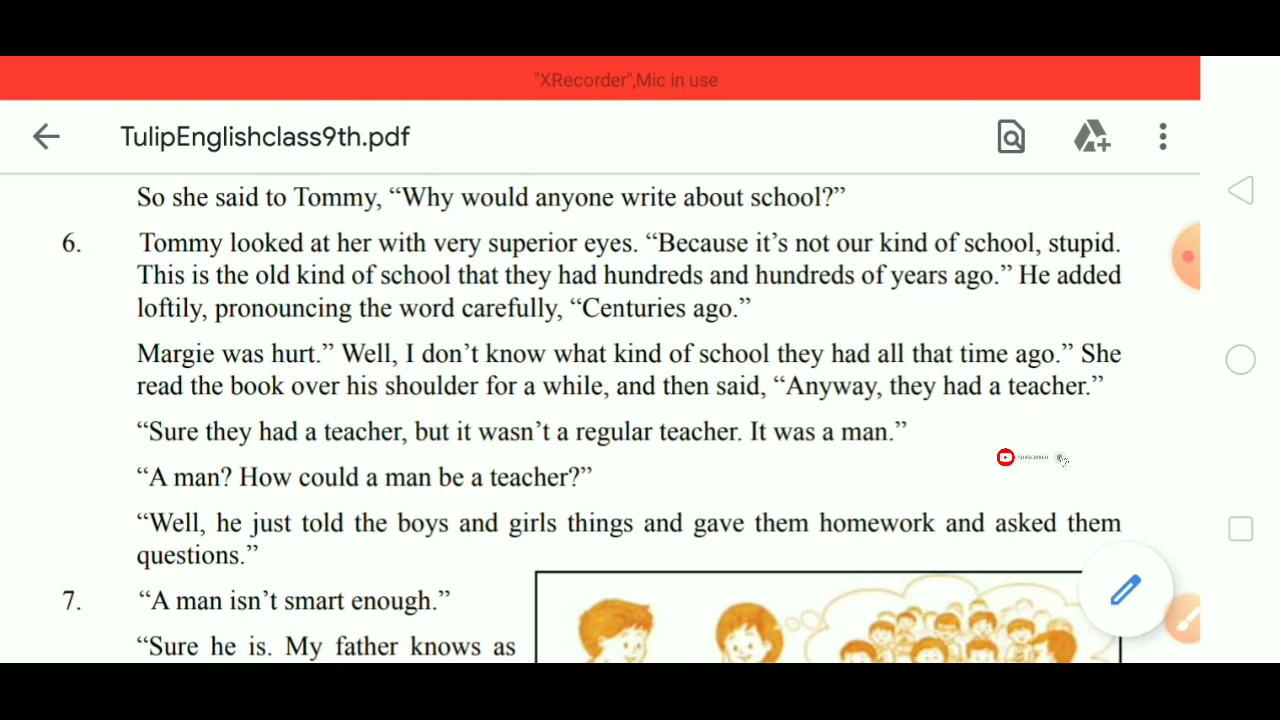 "XRecorder",Mic in use
TulipEnglishclass9th.pdf
So she said to Tommy, “Why would anyone write about school?”
6. Tommy looked at her with very superior eyes. “Because it’s not our kind of school, stupid.
This is the old kind of school that they had hundreds and hundreds of years ago.” He added
loftily, pronouncing the word carefully, “Centuries ago.”
Margie was hurt.” Well, I don’t know what kind of school they had all that time ago.” She
read the book over his shoulder for a while, and then said, “Anyway, they had a teacher.”
“Sure they had a teacher, but it wasn’t a regular teacher. It was a man.”
SUBSCRIBED
“A man? How could a man be a teacher?”
“Well, he just told the boys and girls things and gave them homework and asked them
questions.”
7. “A man isn’t smart enough.”
“Sure he is. My father knows as